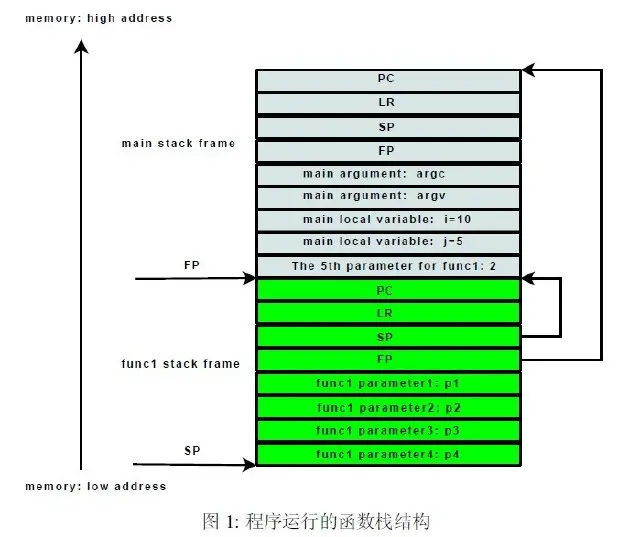 memory: high address
PC
LR
main stack frame
SP
FP
main argument: argc
main argument: argv
main local variable: i=10
main local variable: j=5
FP
The 5th parameter for func1: 2
PC
LR
SP
func1 stack frame
FP
func1 parameter1: p1
func1 parameter2: p2
func1 parameter3: p3
SP
func1 parameter4: p4
memory: low address
图 1: 程序运行的函数栈结构